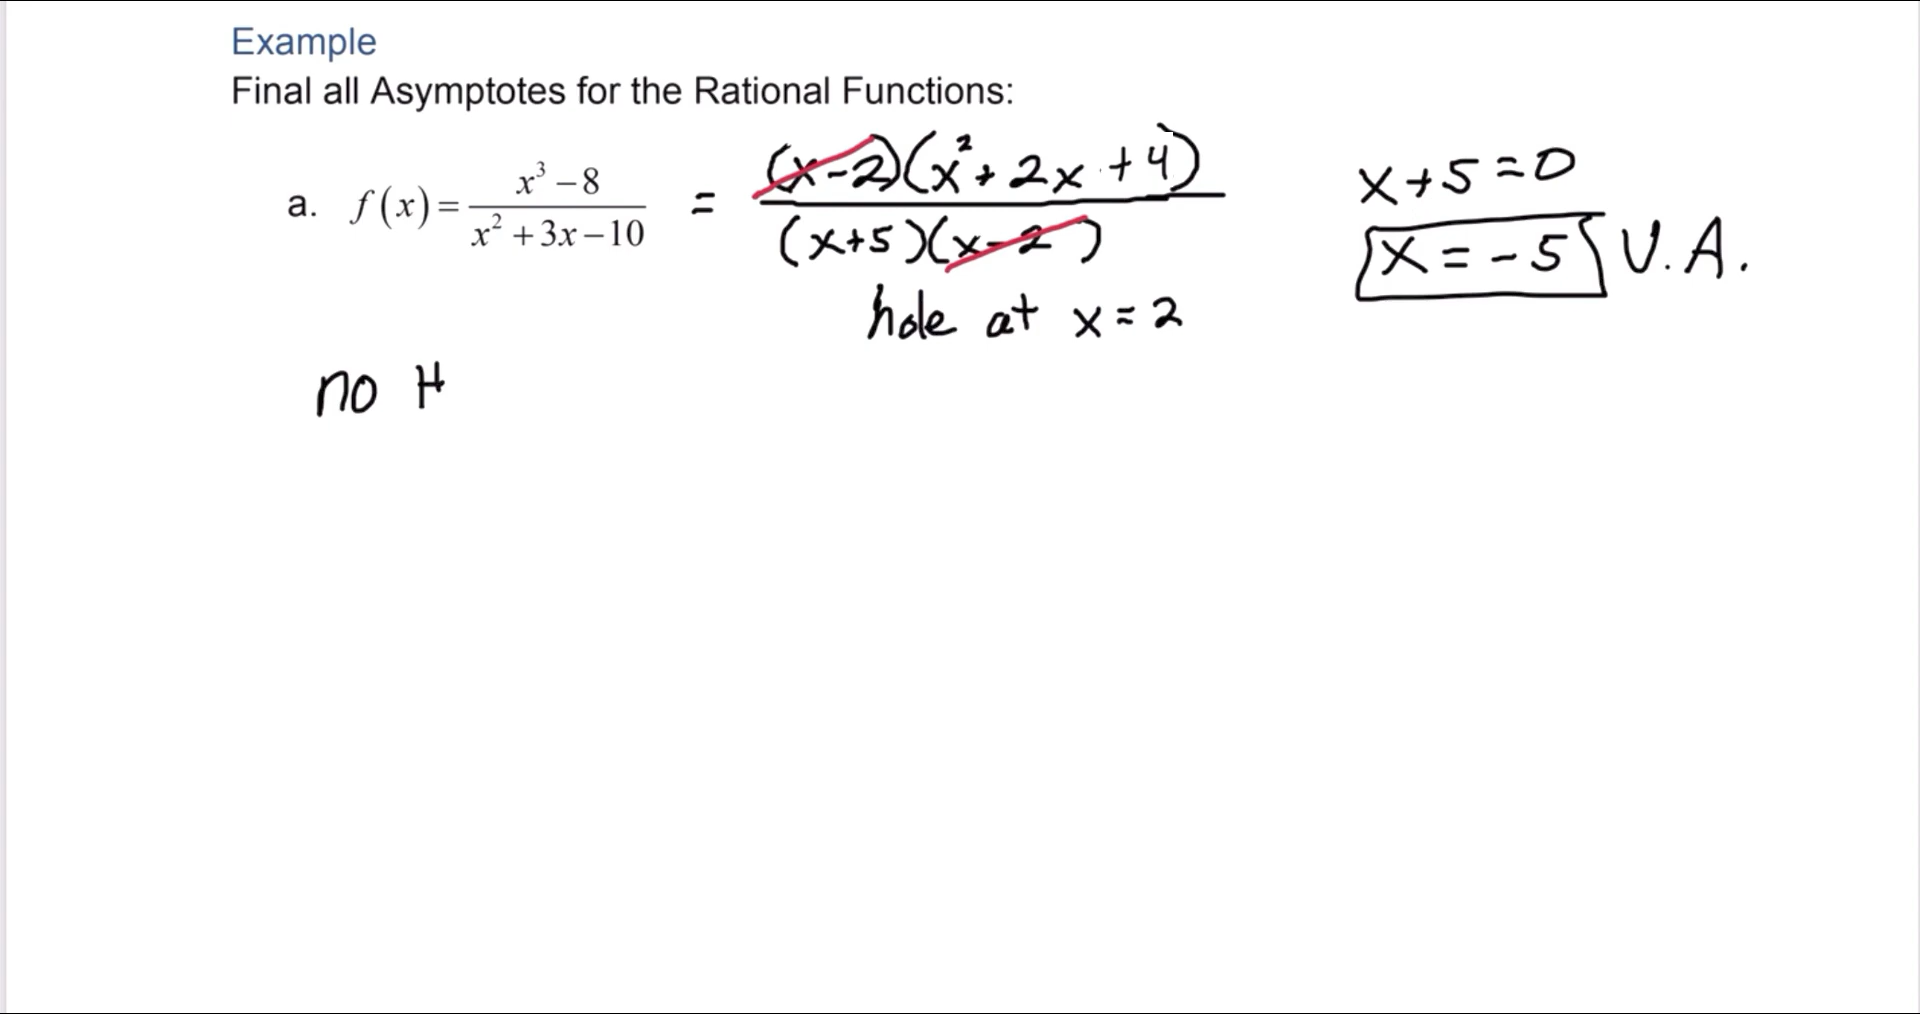 Example
Final all Asymptotes for the Rational Functions:
a. f(x) = (x³ − 8)/(x² + 3x − 10) = (x-2)(x²+2x+4)/(x+5)(x-2)
x+5=0
x=-5 V.A.
hole at x=2
no H